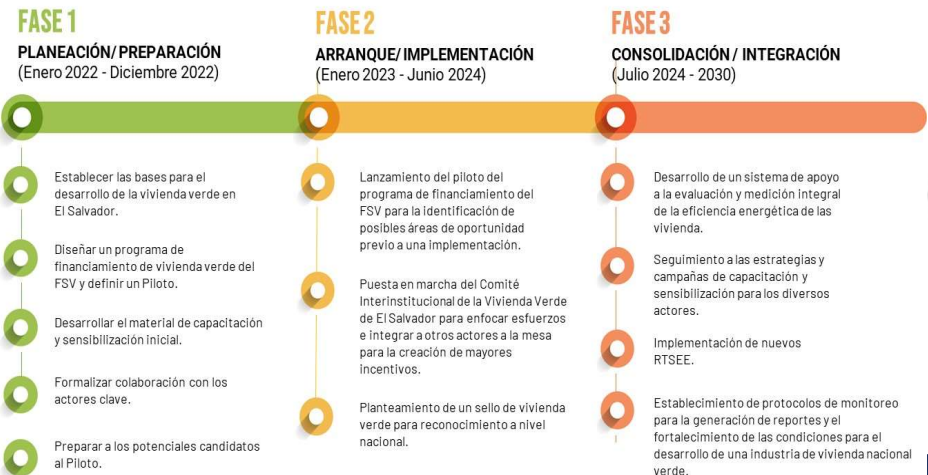 FASE 1
PLANEACIÓN/ PREPARACIÓN
(Enero 2022 - Diciembre 2022)
Establecer las bases para el
desarrollo de la vivienda verde en
El Salvador.
Diseñar un programa de
financiamiento de vivienda verde del
FSV y definir un Piloto.
Desarrollar el material de capacitación
y sensibilización inicial.
Formalizar colaboración con los
actores clave.
Preparar a los potenciales candidatos
al Piloto.
FASE 2
ARRANQUE/ IMPLEMENTACIÓN
(Enero 2023 - Junio 2024)
Lanzamiento del piloto del
programa de financiamiento del
FSV para la identificación de
posibles áreas de oportunidad
previo a una implementación.
Puesta en marcha del Comité
Interinstitucional de la Vivienda Verde
de El Salvador para enfocar esfuerzos
e integrar a otros actores a la mesa
para la creación de mayores
incentivos.
Planteamiento de un sello de vivienda
verde para reconocimiento a nivel
nacional.
FASE 3
CONSOLIDACIÓN / INTEGRACIÓN
(Julio 2024 - 2030)
Desarrollo de un sistema de apoyo
a la evaluación y medición integral
de la eficiencia energética de las
vivienda.
Seguimiento a las estrategias y
campañas de capacitación y
sensibilización para los diversos
actores.
Implementación de nuevos
RTSEE.
Establecimiento de protocolos de monitoreo
para la generación de reportes y el
fortalecimiento de las condiciones para el
desarrollo de una industria de vivienda nacional
verde.